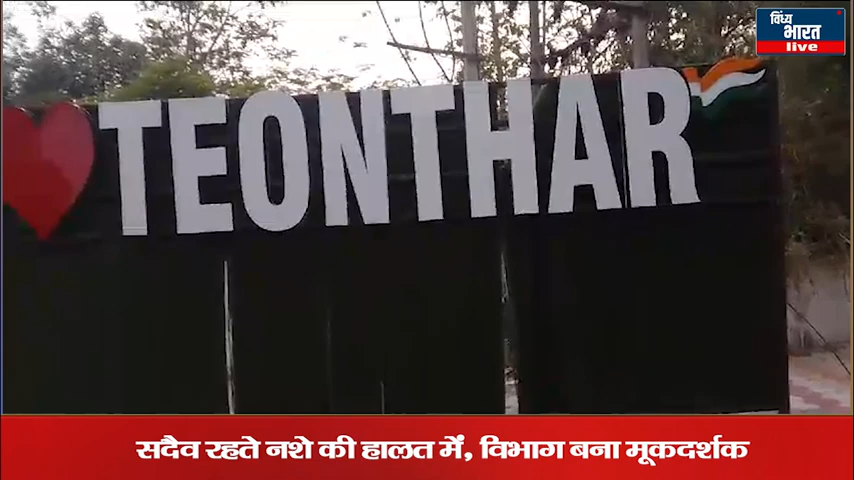 विंध्य
भारत
live
TEONTHAR
सदैव रहते नशे की हालत में, विभाग बना मूकदर्शक